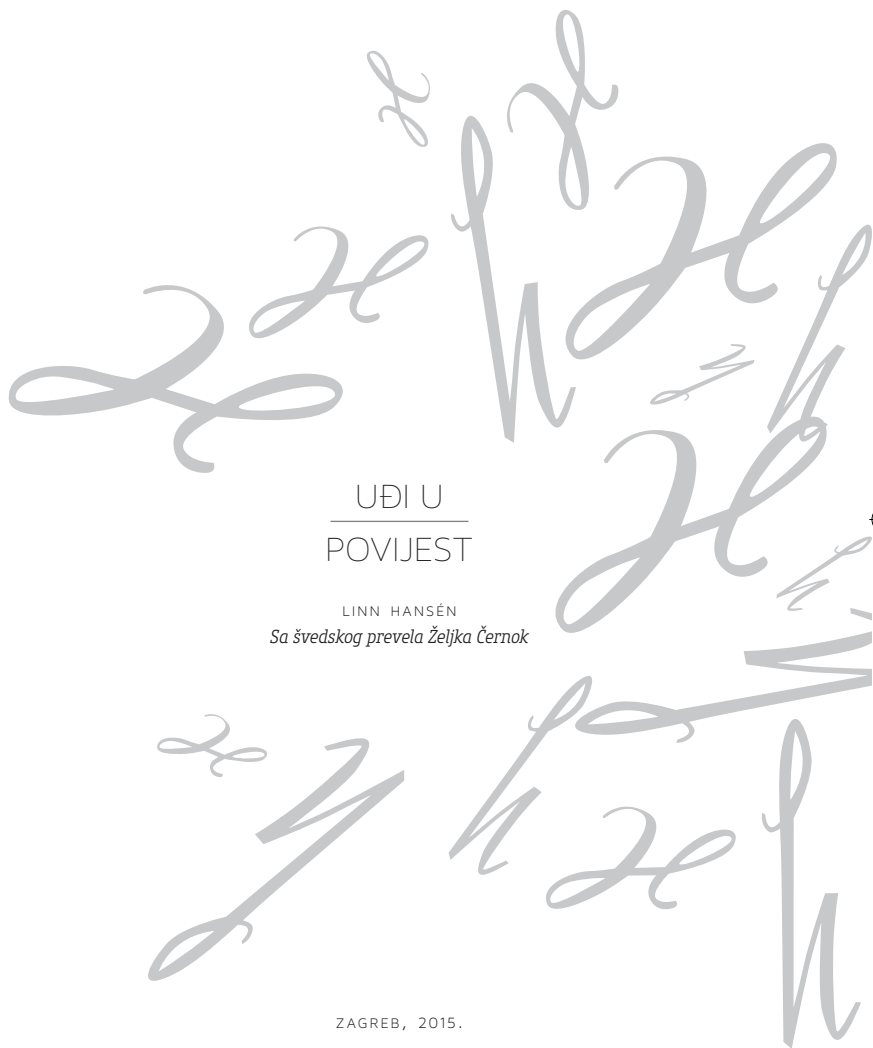 UĐI U
POVIJEST
LINN HANSÉN
Sa švedskog prevela Željka Černok
ZAGREB, 2015.